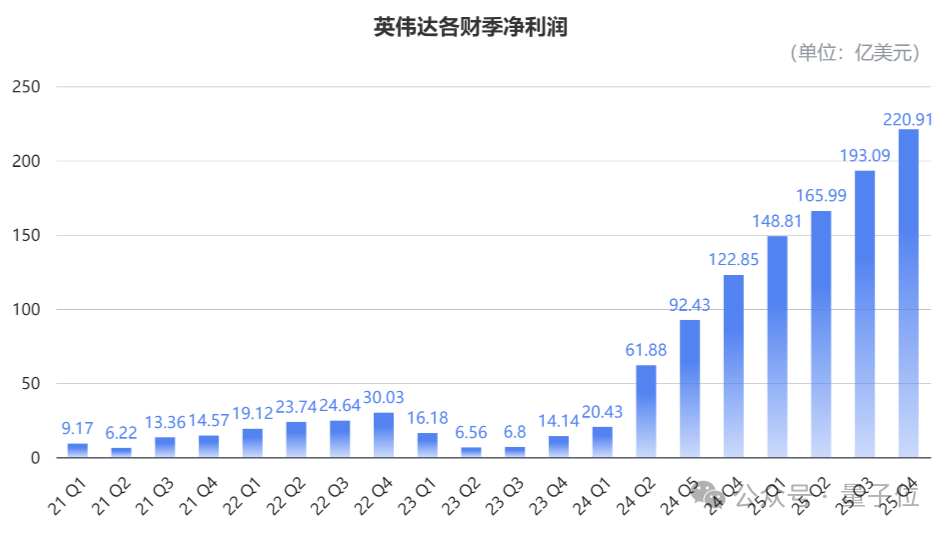 英伟达各财季净利润
(单位：亿美元)
250
200
150
100
50
0
9.17
6.22
13.36
14.57
19.12
23.74
24.64
30.03
16.18
6.56
6.8
14.14
20.43
61.88
92.43
122.85
148.81
165.99
193.09
220.91
21 Q1
21 Q2
21 Q3
21 Q4
22 Q1
22 Q2
22 Q3
22 Q4
23 Q1
23 Q2
23 Q3
23 Q4
24 Q1
24 Q2
24 Q5
24 Q4
25 Q1
25 Q2
25 Q3
25 Q4
公众号 · 量子位